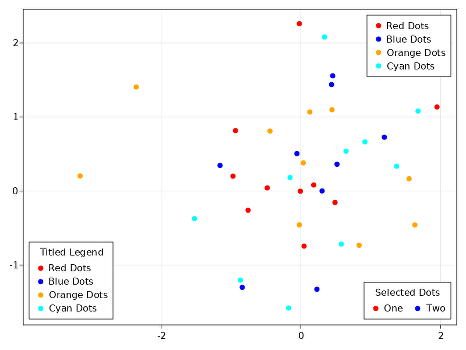 2
1
0
-1
-2
0
2
Red Dots
Blue Dots
Orange Dots
Cyan Dots
Titled Legend
Red Dots
Blue Dots
Orange Dots
Cyan Dots
Selected Dots
One Two